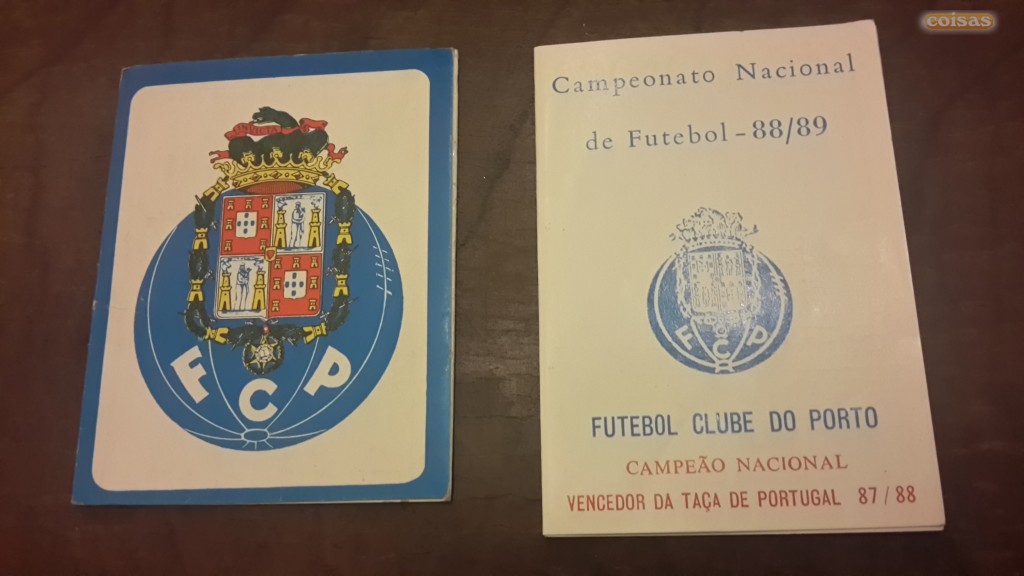 coisas
FCP
Campeonato Nacional
de Futebol - 88/89
FCP
FUTEBOL CLUBE DO PORTO
CAMPEÃO NACIONAL
VENCEDOR DA TAÇA DE PORTUGAL 87/88